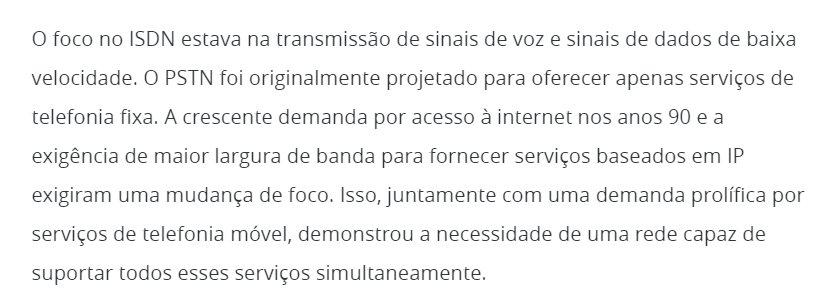 O foco no ISDN estava na transmissão de sinais de voz e sinais de dados de baixa
velocidade. O PSTN foi originalmente projetado para oferecer apenas serviços de
telefonia fixa. A crescente demanda por acesso à internet nos anos 90 e a
exigência de maior largura de banda para fornecer serviços baseados em IP
exigiram uma mudança de foco. Isso, juntamente com uma demanda prolífica por
serviços de telefonia móvel, demonstrou a necessidade de uma rede capaz de
suportar todos esses serviços simultaneamente.